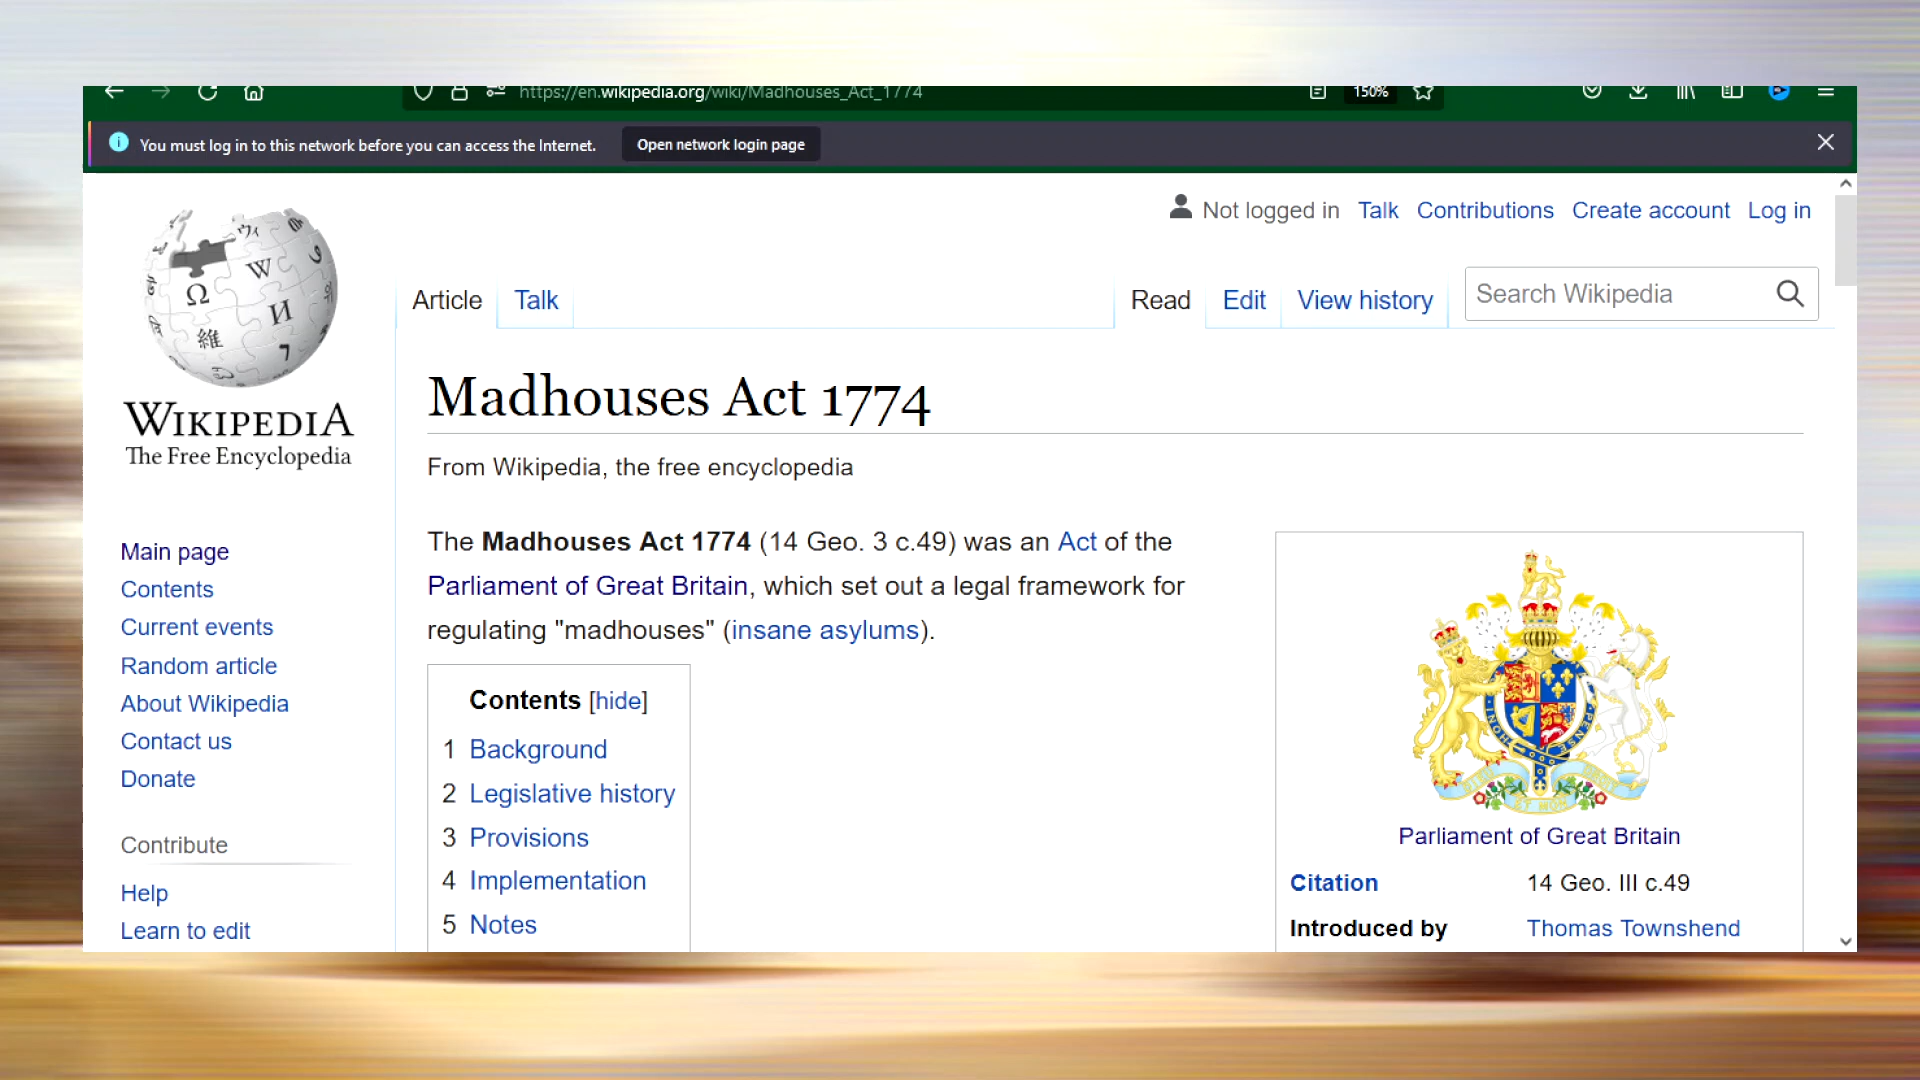 https://en.wikipedia.org/wiki/Madhouses_Act_1774
150%
You must log in to this network before you can access the Internet.
Open network login page
Not logged in Talk Contributions Create account Log in
Article Talk Read Edit View history Search Wikipedia
WIKIPEDIA
The Free Encyclopedia
Main page
Contents
Current events
Random article
About Wikipedia
Contact us
Donate
Contribute
Help
Learn to edit
Madhouses Act 1774
From Wikipedia, the free encyclopedia
The Madhouses Act 1774 (14 Geo. 3 c.49) was an Act of the
Parliament of Great Britain, which set out a legal framework for
regulating "madhouses" (insane asylums).
Contents [hide]
1 Background
2 Legislative history
3 Provisions
4 Implementation
5 Notes
Parliament of Great Britain
Citation 14 Geo. III c.49
Introduced by Thomas Townshend